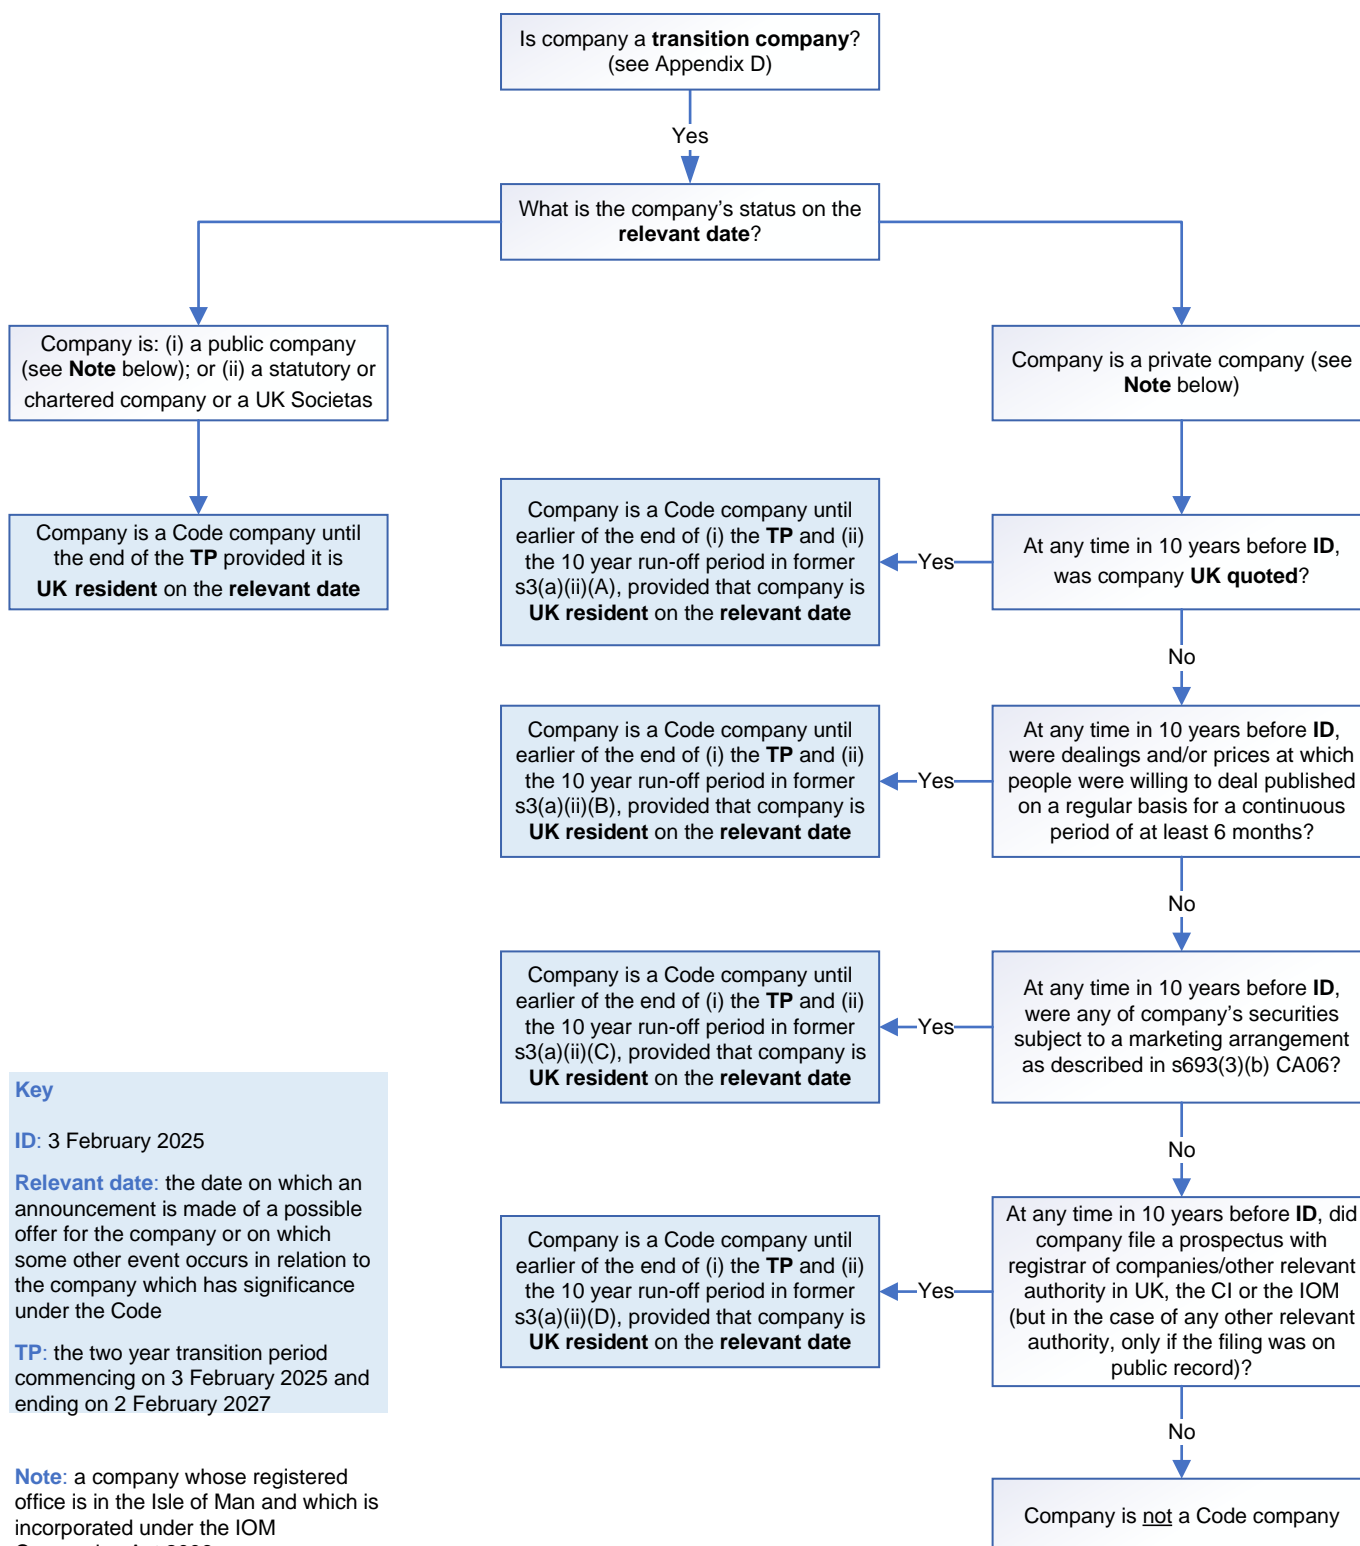 Is company a transition company?
(see Appendix D)
Yes
What is the company’s status on the
relevant date?
Company is: (i) a public company
(see Note below); or (ii) a statutory or
chartered company or a UK Societas
Company is a private company (see
Note below)
Company is a Code company until
the end of the TP provided it is
UK resident on the relevant date
Company is a Code company until
earlier of the end of (i) the TP and (ii)
the 10 year run-off period in former
s3(a)(ii)(A), provided that company is
UK resident on the relevant date
Yes
At any time in 10 years before ID,
was company UK quoted?
No
Company is a Code company until
earlier of the end of (i) the TP and (ii)
the 10 year run-off period in former
s3(a)(ii)(B), provided that company is
UK resident on the relevant date
Yes
At any time in 10 years before ID,
were dealings and/or prices at which
people were willing to deal published
on a regular basis for a continuous
period of at least 6 months?
No
Company is a Code company until
earlier of the end of (i) the TP and (ii)
the 10 year run-off period in former
s3(a)(ii)(C), provided that company is
UK resident on the relevant date
Yes
At any time in 10 years before ID,
were any of company’s securities
subject to a marketing arrangement
as described in s693(3)(b) CA06?
No
Company is a Code company until
earlier of the end of (i) the TP and (ii)
the 10 year run-off period in former
s3(a)(ii)(D), provided that company is
UK resident on the relevant date
Yes
At any time in 10 years before ID, did
company file a prospectus with
registrar of companies/other relevant
authority in UK, the CI or the IOM
(but in the case of any other relevant
authority, only if the filing was on
public record)?
No
Company is not a Code company
Key
ID: 3 February 2025
Relevant date: the date on which an
announcement is made of a possible
offer for the company or on which
some other event occurs in relation to
the company which has significance
under the Code
TP: the two year transition period
commencing on 3 February 2025 and
ending on 2 February 2027
Note: a company whose registered
office is in the Isle of Man and which is
incorporated under the IOM